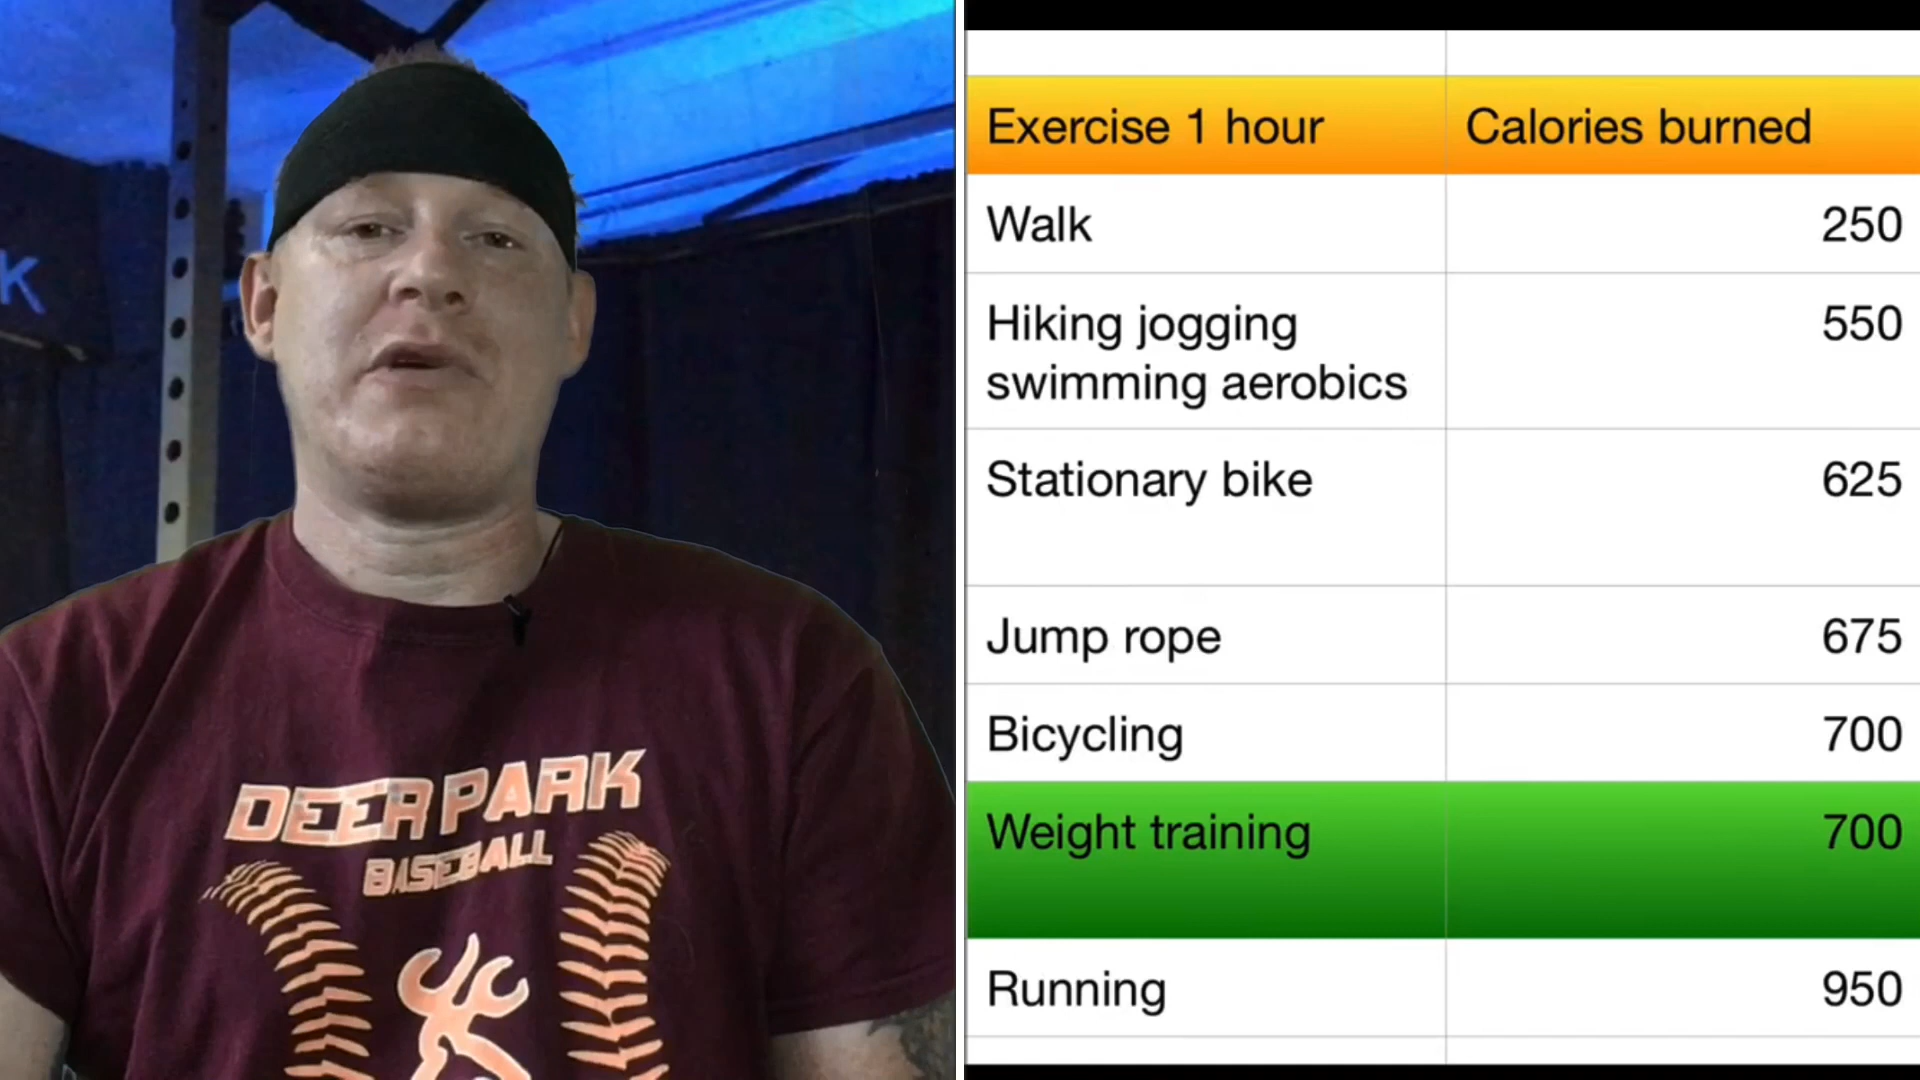 K
DEER PARK
BASEBALL
Exercise 1 hour
Calories burned
Walk
250
Hiking jogging
swimming aerobics
550
Stationary bike
625
Jump rope
675
Bicycling
700
Weight training
700
Running
950